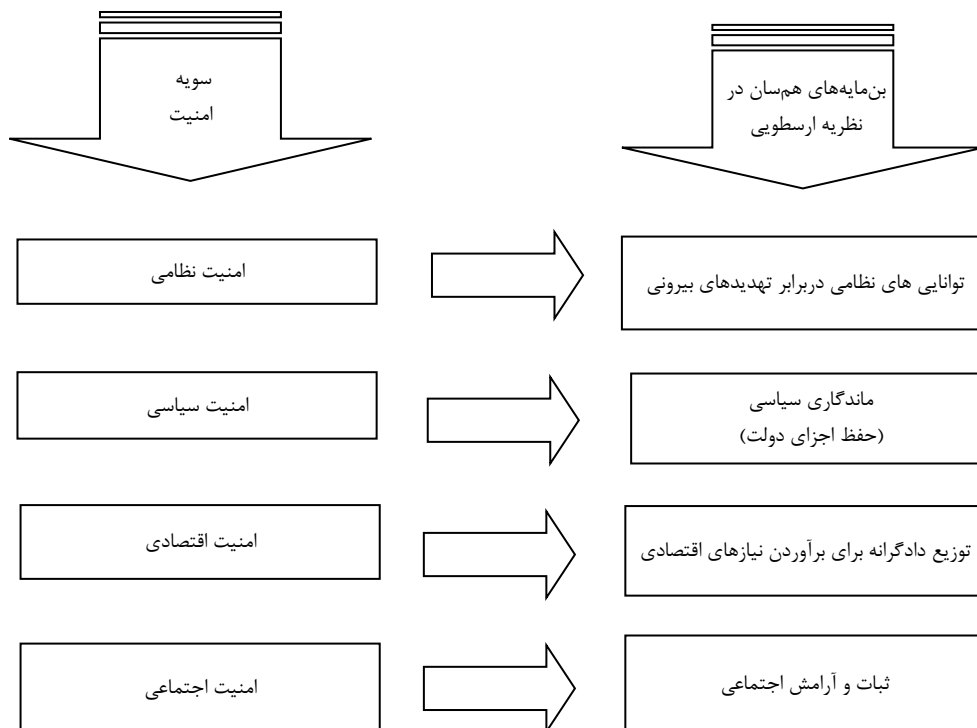 سویه
امنیت
بن‌مایه‌های هم‌سان در
نظریه ارسطویی
امنیت نظامی
توانایی های نظامی دربرابر تهدیدهای بیرونی
امنیت سیاسی
ماندگاری سیاسی
(حفظ اجزای دولت)
امنیت اقتصادی
توزیع دادگرانه برای برآوردن نیازهای اقتصادی
امنیت اجتماعی
ثبات و آرامش اجتماعی